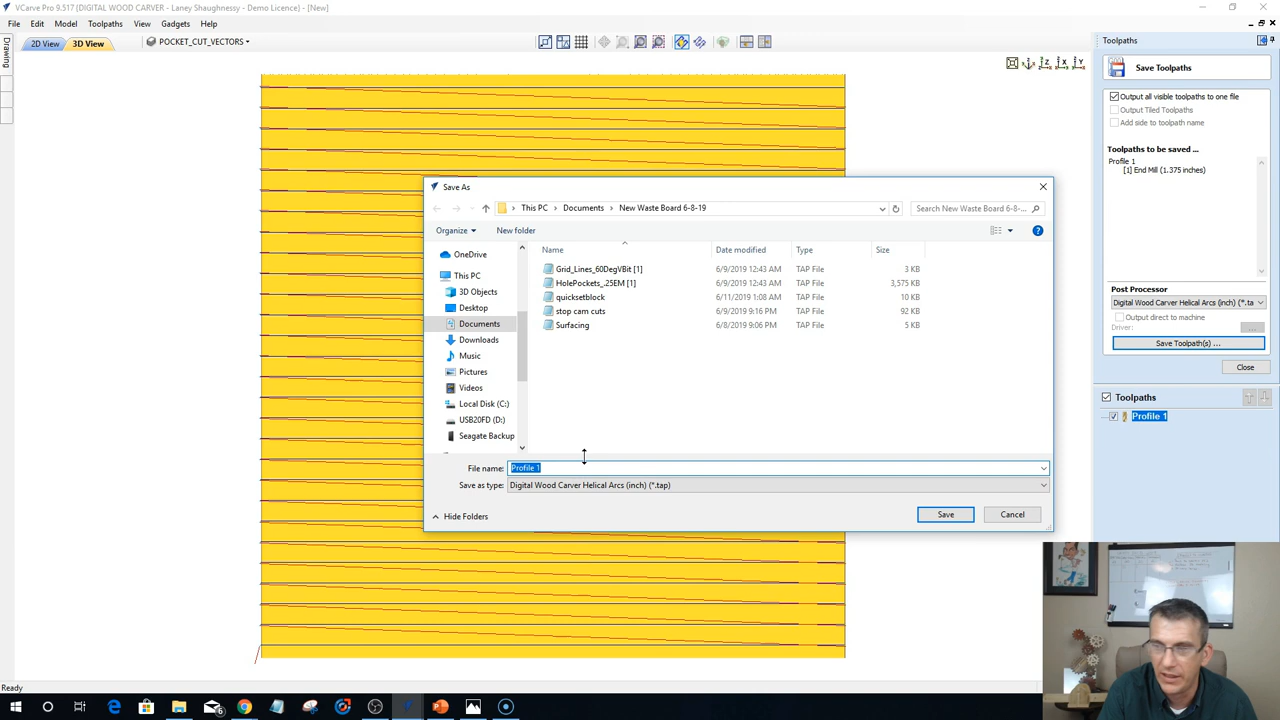 VCarve Pro 9.517 (DIGITAL WOOD CARVER - Laney Shaughnessy - Demo Licence) - [New]
File Edit Model Toolpaths View Gadgets Help
2D View 3D View POCKET_CUT_VECTORS
Drawing
Toolpaths
Save Toolpaths
Output all visible toolpaths to one file
Output Tiled Toolpaths
Add side to toolpath name
Toolpaths to be saved ...
Profile 1
[1] End Mill (1.375 inches)
Post Processor
Digital Wood Carver Helical Arcs (inch) (*.ta
Output direct to machine
Driver: ...
Save Toolpath(s) ...
Close
Toolpaths
Profile 1
Save As
This PC > Documents > New Waste Board 6-8-19
Search New Waste Board 6-8-...
Organize New folder
Name Date modified Type Size
OneDrive
This PC
3D Objects
Desktop
Documents
Downloads
Music
Pictures
Videos
Local Disk (C:)
USB20FD (D:)
Seagate Backup
Grid_Lines_60DegVBit [1] 6/9/2019 12:43 AM TAP File 3 KB
HolePockets_.25EM [1] 6/9/2019 12:43 AM TAP File 3,575 KB
quicksetblock 6/11/2019 1:08 AM TAP File 10 KB
stop cam cuts 6/9/2019 9:16 PM TAP File 92 KB
Surfacing 6/8/2019 9:06 PM TAP File 5 KB
File name: Profile 1
Save as type: Digital Wood Carver Helical Arcs (inch) (*.tap)
Hide Folders
Save Cancel
Ready